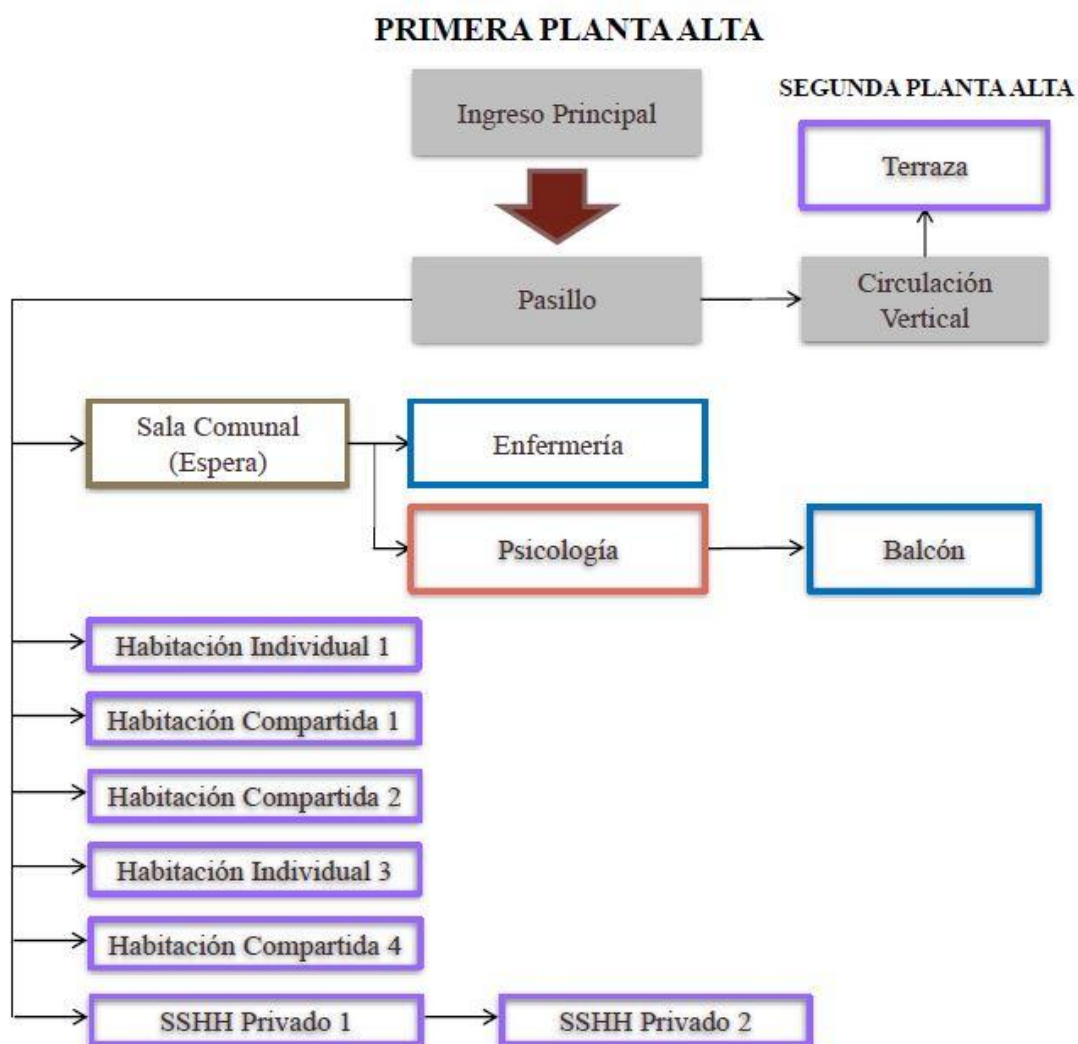 PRIMERA PLANTA ALTA
Ingreso Principal
SEGUNDA PLANTA ALTA
Terraza
Pasillo
Circulación
Vertical
Sala Comunal
(Espera)
Enfermería
Psicología
Balcón
Habitación Individual 1
Habitación Compartida 1
Habitación Compartida 2
Habitación Individual 3
Habitación Compartida 4
SSHH Privado 1
SSHH Privado 2